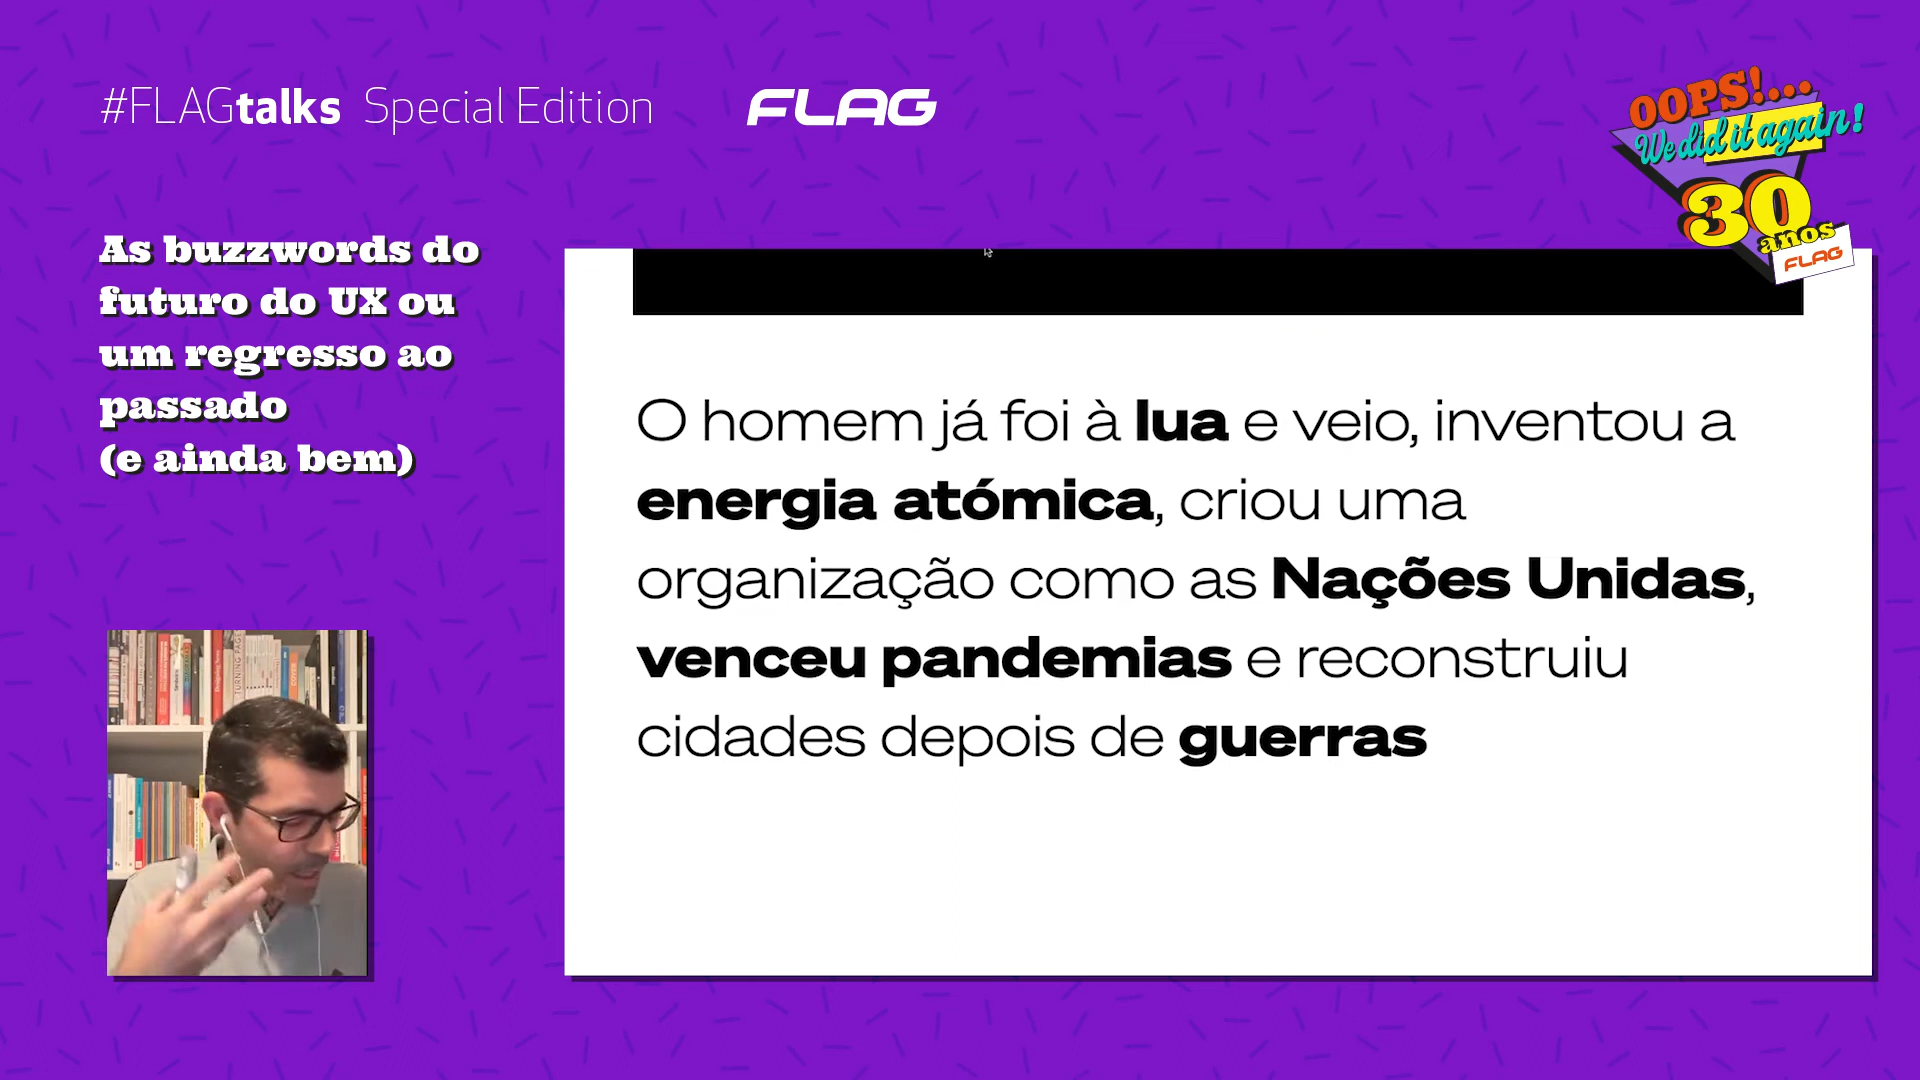 #FLAGtalks Special Edition FLAG
OOPS!...
We did it again!
30
anos
FLAG
As buzzwords do
futuro do UX ou
um regresso ao
passado
(e ainda bem)
O homem já foi à lua e veio, inventou a
energia atómica, criou uma
organização como as Nações Unidas,
venceu pandemias e reconstruiu
cidades depois de guerras
TURNING PAGES